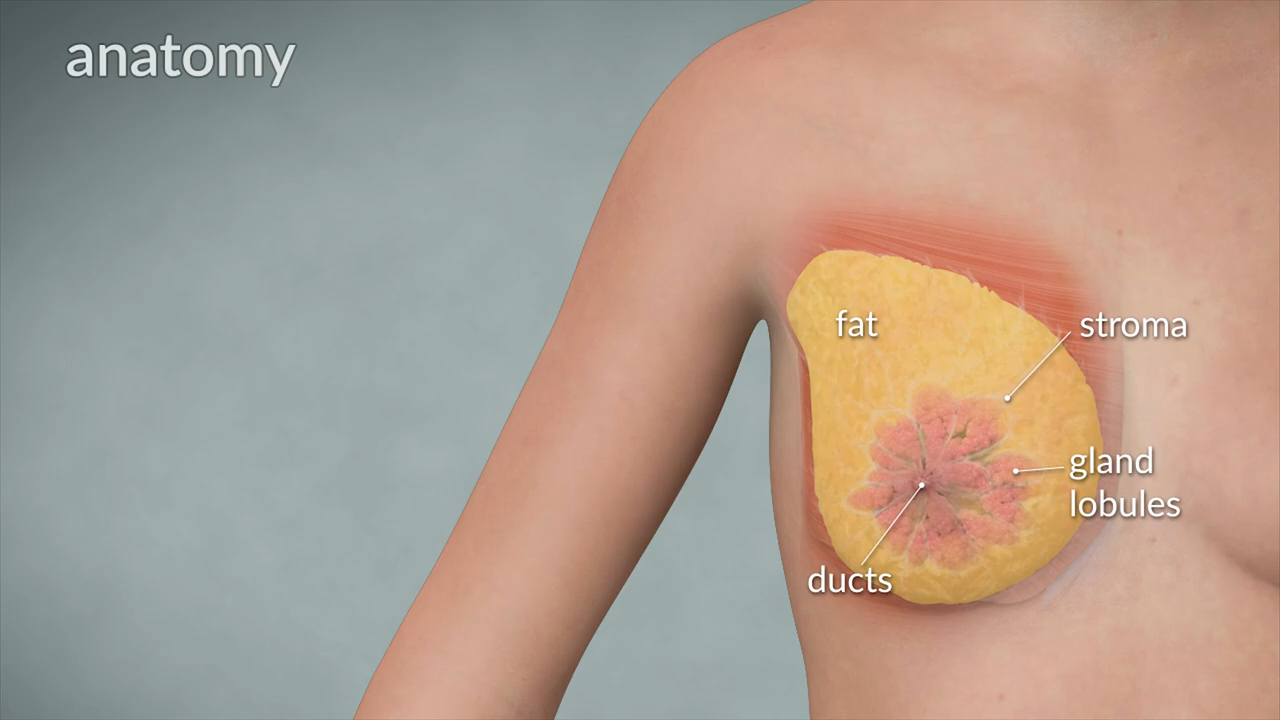 anatomy
fat
stroma
gland
lobules
ducts